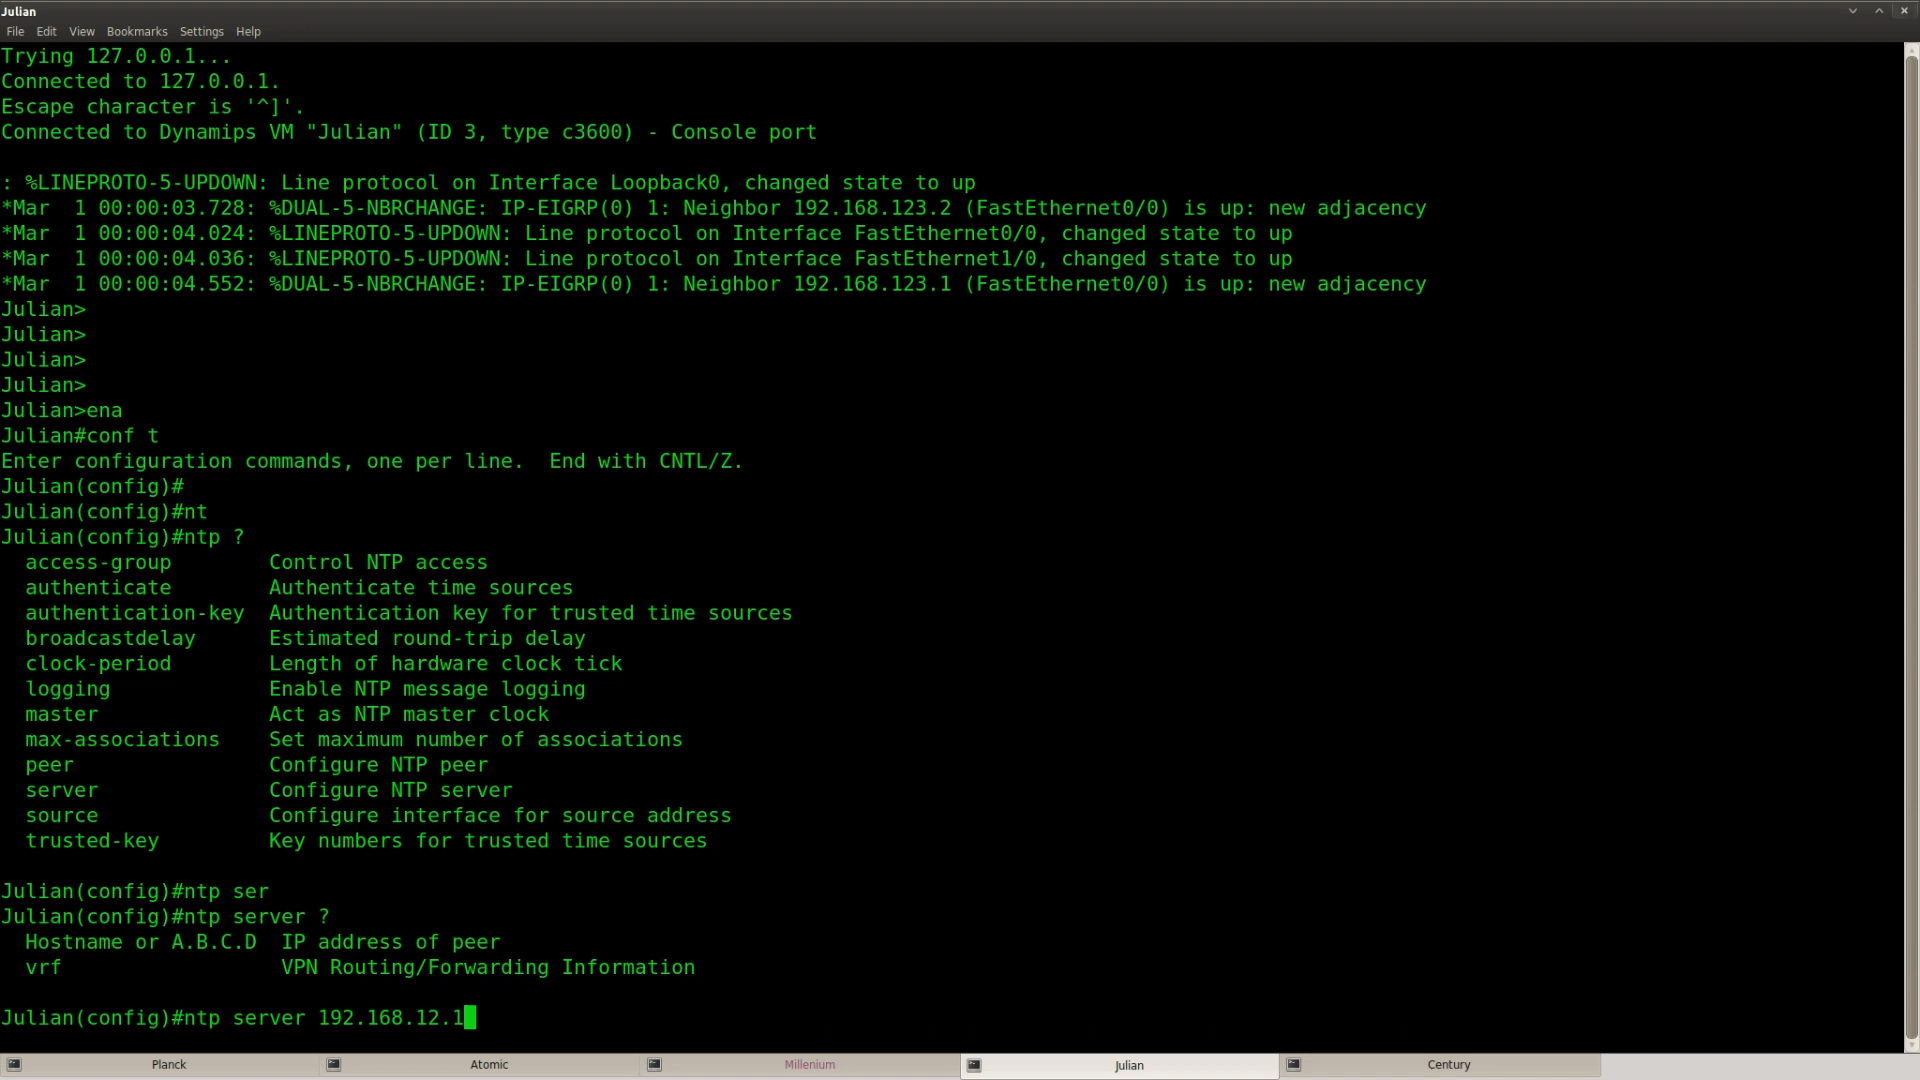 Julian
File Edit View Bookmarks Settings Help
Trying 127.0.0.1...
Connected to 127.0.0.1.
Escape character is '^]'.
Connected to Dynamips VM "Julian" (ID 3, type c3600) - Console port
: %LINEPROTO-5-UPDOWN: Line protocol on Interface Loopback0, changed state to up
*Mar  1 00:00:03.728: %DUAL-5-NBRCHANGE: IP-EIGRP(0) 1: Neighbor 192.168.123.2 (FastEthernet0/0) is up: new adjacency
*Mar  1 00:00:04.024: %LINEPROTO-5-UPDOWN: Line protocol on Interface FastEthernet0/0, changed state to up
*Mar  1 00:00:04.036: %LINEPROTO-5-UPDOWN: Line protocol on Interface FastEthernet1/0, changed state to up
*Mar  1 00:00:04.552: %DUAL-5-NBRCHANGE: IP-EIGRP(0) 1: Neighbor 192.168.123.1 (FastEthernet0/0) is up: new adjacency
Julian>
Julian>
Julian>
Julian>
Julian>ena
Julian#conf t
Enter configuration commands, one per line.  End with CNTL/Z.
Julian(config)#
Julian(config)#nt
Julian(config)#ntp ?
  access-group        Control NTP access
  authenticate        Authenticate time sources
  authentication-key  Authentication key for trusted time sources
  broadcastdelay      Estimated round-trip delay
  clock-period        Length of hardware clock tick
  logging             Enable NTP message logging
  master              Act as NTP master clock
  max-associations    Set maximum number of associations
  peer                Configure NTP peer
  server              Configure NTP server
  source              Configure interface for source address
  trusted-key         Key numbers for trusted time sources
Julian(config)#ntp ser
Julian(config)#ntp server ?
  Hostname or A.B.C.D  IP address of peer
  vrf                  VPN Routing/Forwarding Information
Julian(config)#ntp server 192.168.12.1
Planck Atomic Millenium Julian Century